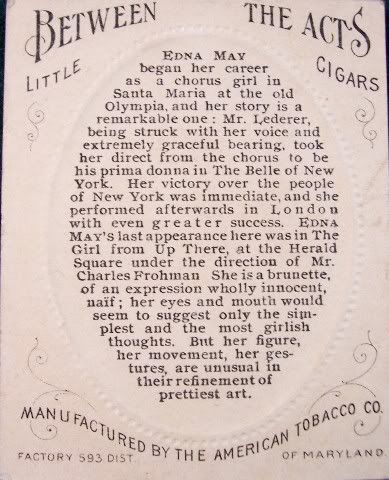 BETWEEN THE ACTS
LITTLE CIGARS
EDNA MAY
began her career
as a chorus girl in
Santa Maria at the old
Olympia, and her story is a
remarkable one : Mr. Lederer,
being struck with her voice and
extremely graceful bearing, took
her direct from the chorus to be
his prima donna in The Belle of New
York. Her victory over the people
of New York was immediate, and she
performed afterwards in London
with even greater success. EDNA
MAY'S last appearance here was in The
Girl from Up There, at the Herald
Square under the direction of Mr.
Charles Frohman She is a brunette,
of an expression wholly innocent,
naïf ; her eyes and mouth would
seem to suggest only the sim-
plest and the most girlish
thoughts. But her figure,
her movement, her ges-
tures, are unusual in
their refinement of
prettiest art.
MANUFACTURED BY THE AMERICAN TOBACCO CO.
FACTORY 593 DIST. OF MARYLAND.